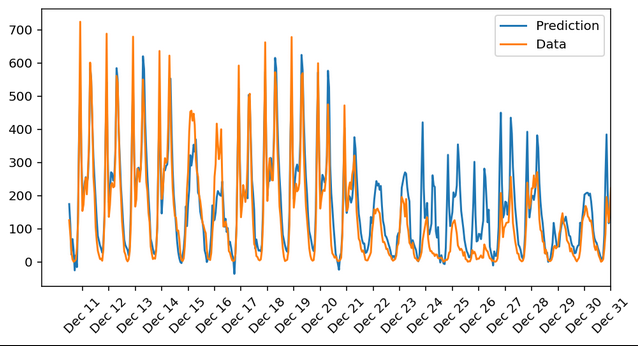 700
600
500
400
300
200
100
0
Prediction
Data
Dec 11
Dec 12
Dec 13
Dec 14
Dec 15
Dec 16
Dec 17
Dec 18
Dec 19
Dec 20
Dec 21
Dec 22
Dec 23
Dec 24
Dec 25
Dec 26
Dec 27
Dec 28
Dec 29
Dec 30
Dec 31